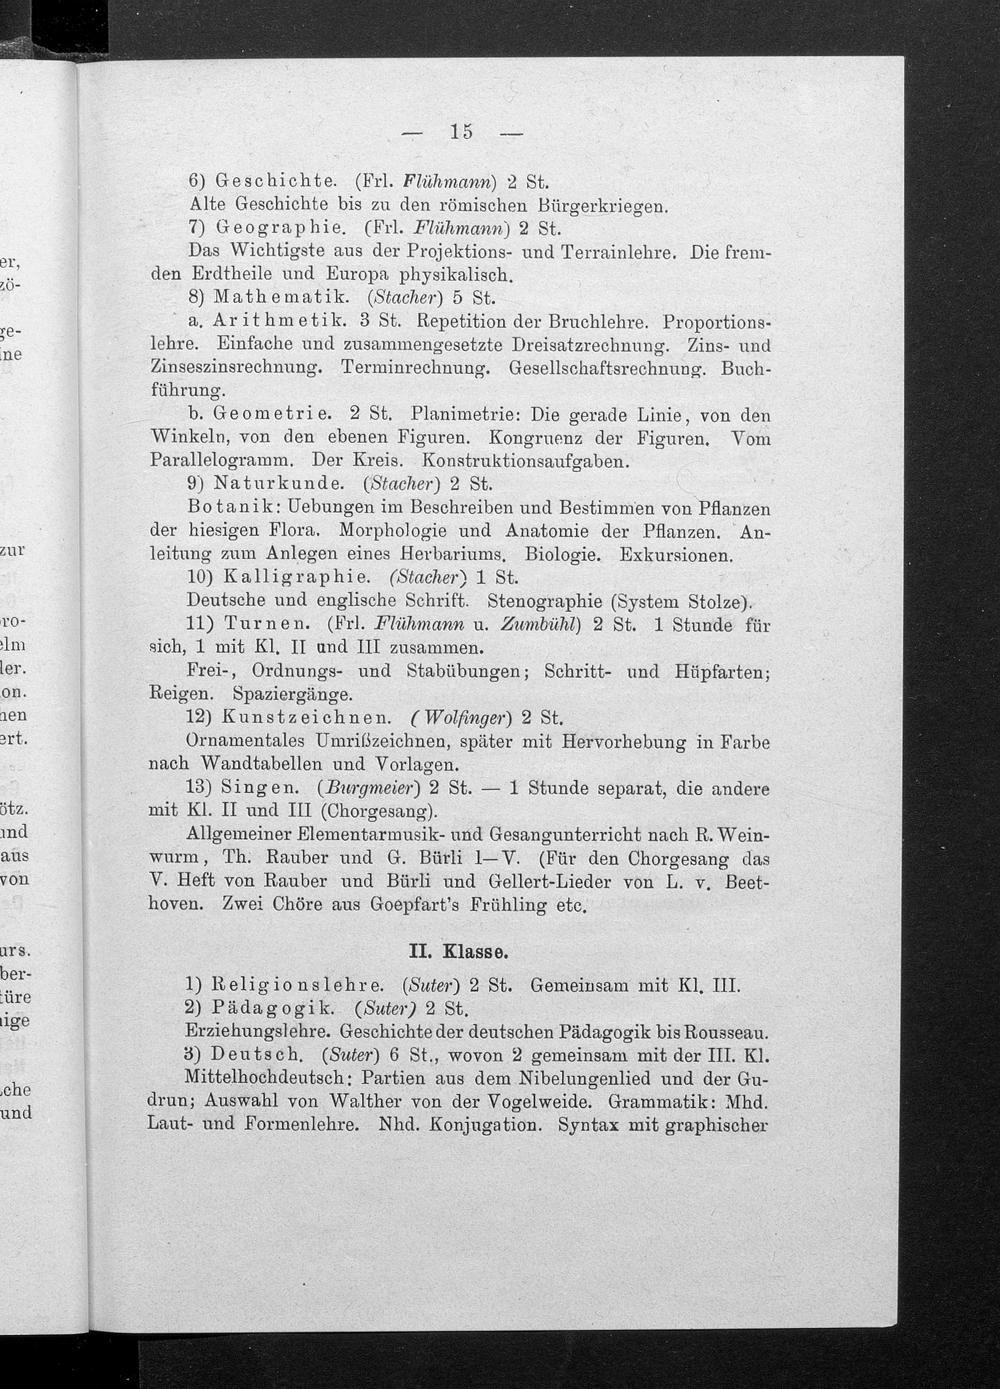 — 15 —
6) Geschichte. (Frl. Flühmann) 2 St.
Alte Geschichte bis zu den römischen Bürgerkriegen.
7) Geographie. (Frl. Flühmann) 2 St.
Das Wichtigste aus der Projektions- und Terrainlehre. Die frem-
den Erdtheile und Europa physikalisch.
8) Mathematik. (Stacher) 5 St.
a. Arithmetik. 3 St. Repetition der Bruchlehre. Proportions-
lehre. Einfache und zusammengesetzte Dreisatzrechnung. Zins- und
Zinseszinsrechnung. Terminrechnung. Gesellschaftsrechnung. Buch-
führung.
b. Geometrie. 2 St. Planimetrie: Die gerade Linie, von den
Winkeln, von den ebenen Figuren. Kongruenz der Figuren. Vom
Parallelogramm. Der Kreis. Konstruktionsaufgaben.
9) Naturkunde. (Stacher) 2 St.
Botanik: Uebungen im Beschreiben und Bestimmen von Pflanzen
der hiesigen Flora. Morphologie und Anatomie der Pflanzen. An-
leitung zum Anlegen eines Herbariums. Biologie. Exkursionen.
10) Kalligraphie. (Stacher) 1 St.
Deutsche und englische Schrift. Stenographie (System Stolze).
11) Turnen. (Frl. Flühmann u. Zumbühl) 2 St. 1 Stunde für
sich, 1 mit Kl. II und III zusammen.
Frei-, Ordnungs- und Stabübungen; Schritt- und Hüpfarten;
Reigen. Spaziergänge.
12) Kunstzeichnen. (Wolfinger) 2 St.
Ornamentales Umrißzeichnen, später mit Hervorhebung in Farbe
nach Wandtabellen und Vorlagen.
13) Singen. (Burgmeier) 2 St. — 1 Stunde separat, die andere
mit Kl. II und III (Chorgesang).
Allgemeiner Elementarmusik- und Gesangunterricht nach R. Wein-
wurm, Th. Rauber und G. Bürli I—V. (Für den Chorgesang das
V. Heft von Rauber und Bürli und Gellert-Lieder von L. v. Beet-
hoven. Zwei Chöre aus Goepfart's Frühling etc.
II. Klasse.
1) Religionslehre. (Suter) 2 St. Gemeinsam mit Kl. III.
2) Pädagogik. (Suter) 2 St.
Erziehungslehre. Geschichte der deutschen Pädagogik bis Rousseau.
3) Deutsch. (Suter) 6 St., wovon 2 gemeinsam mit der III. Kl.
Mittelhochdeutsch: Partien aus dem Nibelungenlied und der Gu-
drun; Auswahl von Walther von der Vogelweide. Grammatik: Mhd.
Laut- und Formenlehre. Nhd. Konjugation. Syntax mit graphischer